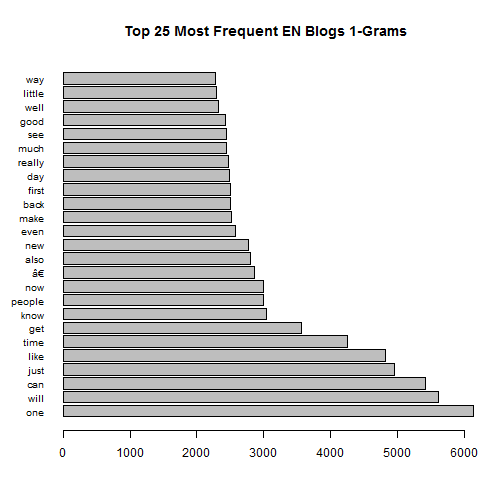 Top 25 Most Frequent EN Blogs 1-Grams
way
little
well
good
see
much
really
day
first
back
make
even
new
also
â€
now
people
know
get
time
like
just
can
will
one
0 1000 2000 3000 4000 5000 6000